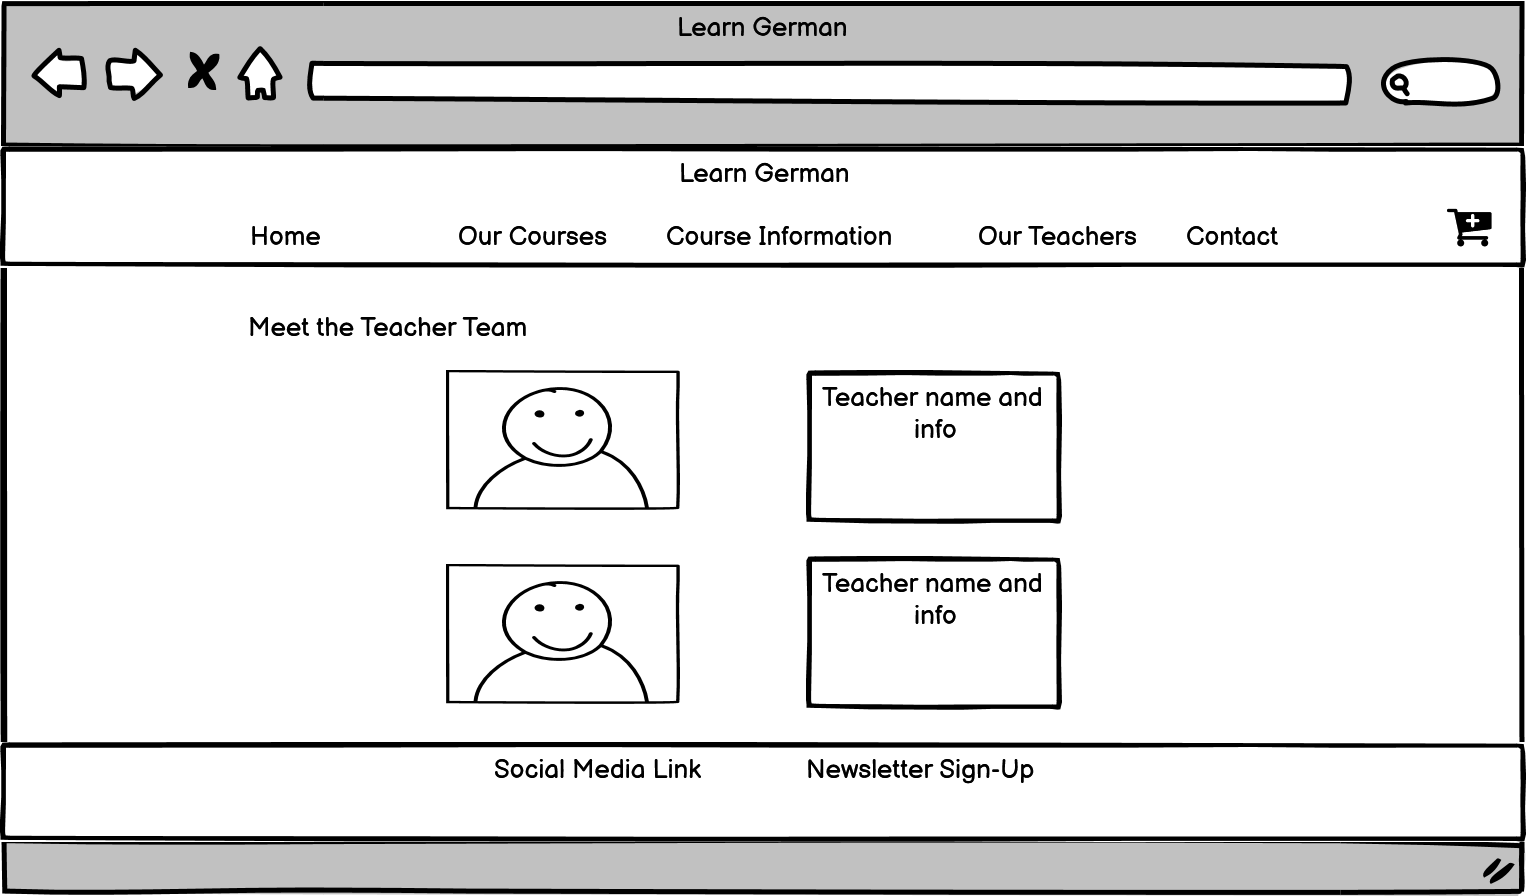 Learn German
Learn German
Home Our Courses Course Information Our Teachers Contact
Meet the Teacher Team
Teacher name and
info
Teacher name and
info
Social Media Link Newsletter Sign-Up